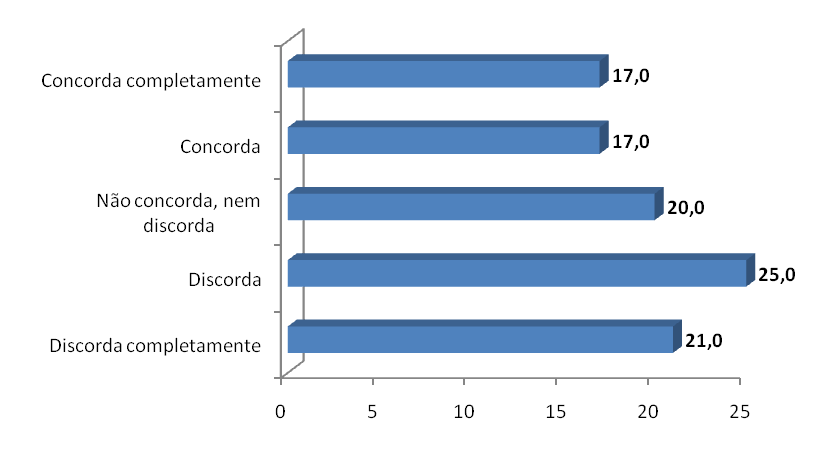 Concorda completamente
17,0
Concorda
17,0
Não concorda, nem
discorda
20,0
Discorda
25,0
Discorda completamente
21,0
0 5 10 15 20 25